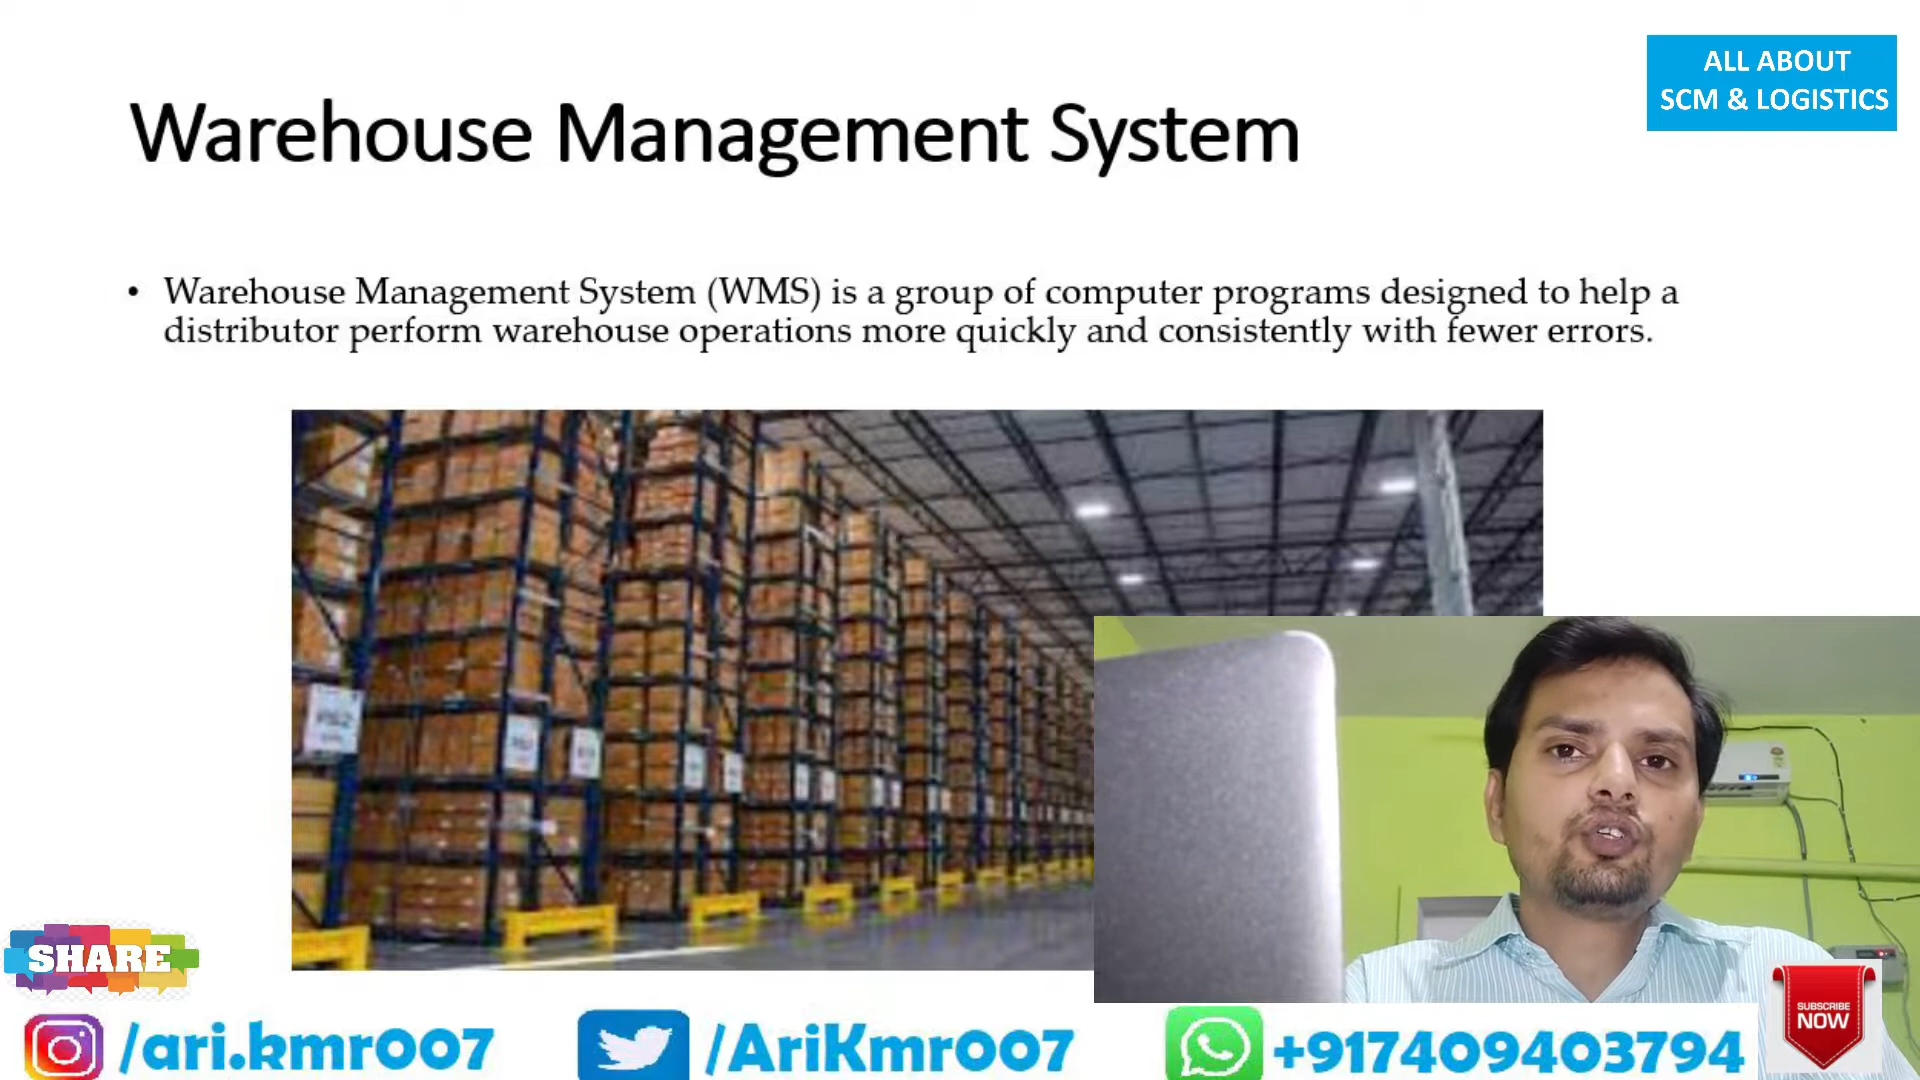 ALL ABOUT
SCM & LOGISTICS
Warehouse Management System
• Warehouse Management System (WMS) is a group of computer programs designed to help a
distributor perform warehouse operations more quickly and consistently with fewer errors.
SHARE
SUBSCRIBE
NOW
/ari.kmr007
/AriKmr007
+917409403794